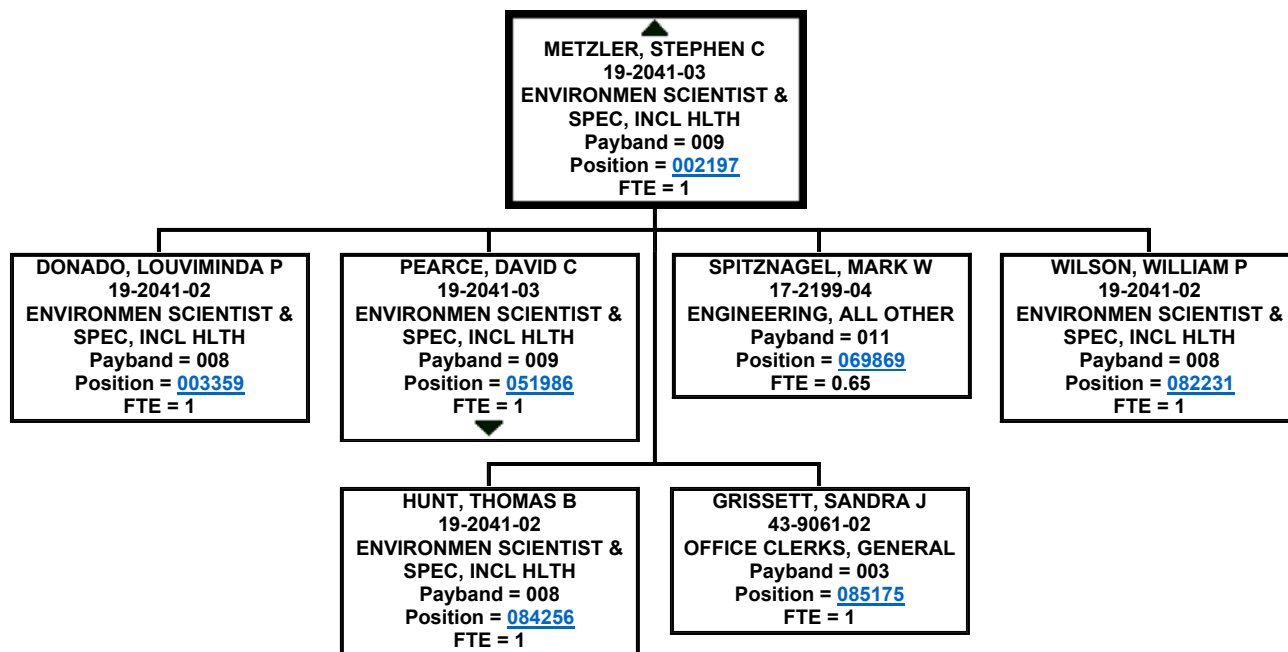 METZLER, STEPHEN C
19-2041-03
ENVIRONMEN SCIENTIST &
SPEC, INCL HLTH
Payband = 009
Position = 002197
FTE = 1
DONADO, LOUVIMINDA P
19-2041-02
ENVIRONMEN SCIENTIST &
SPEC, INCL HLTH
Payband = 008
Position = 003359
FTE = 1
PEARCE, DAVID C
19-2041-03
ENVIRONMEN SCIENTIST &
SPEC, INCL HLTH
Payband = 009
Position = 051986
FTE = 1
SPITZNAGEL, MARK W
17-2199-04
ENGINEERING, ALL OTHER
Payband = 011
Position = 069869
FTE = 0.65
WILSON, WILLIAM P
19-2041-02
ENVIRONMEN SCIENTIST &
SPEC, INCL HLTH
Payband = 008
Position = 082231
FTE = 1
HUNT, THOMAS B
19-2041-02
ENVIRONMEN SCIENTIST &
SPEC, INCL HLTH
Payband = 008
Position = 084256
FTE = 1
GRISSETT, SANDRA J
43-9061-02
OFFICE CLERKS, GENERAL
Payband = 003
Position = 085175
FTE = 1